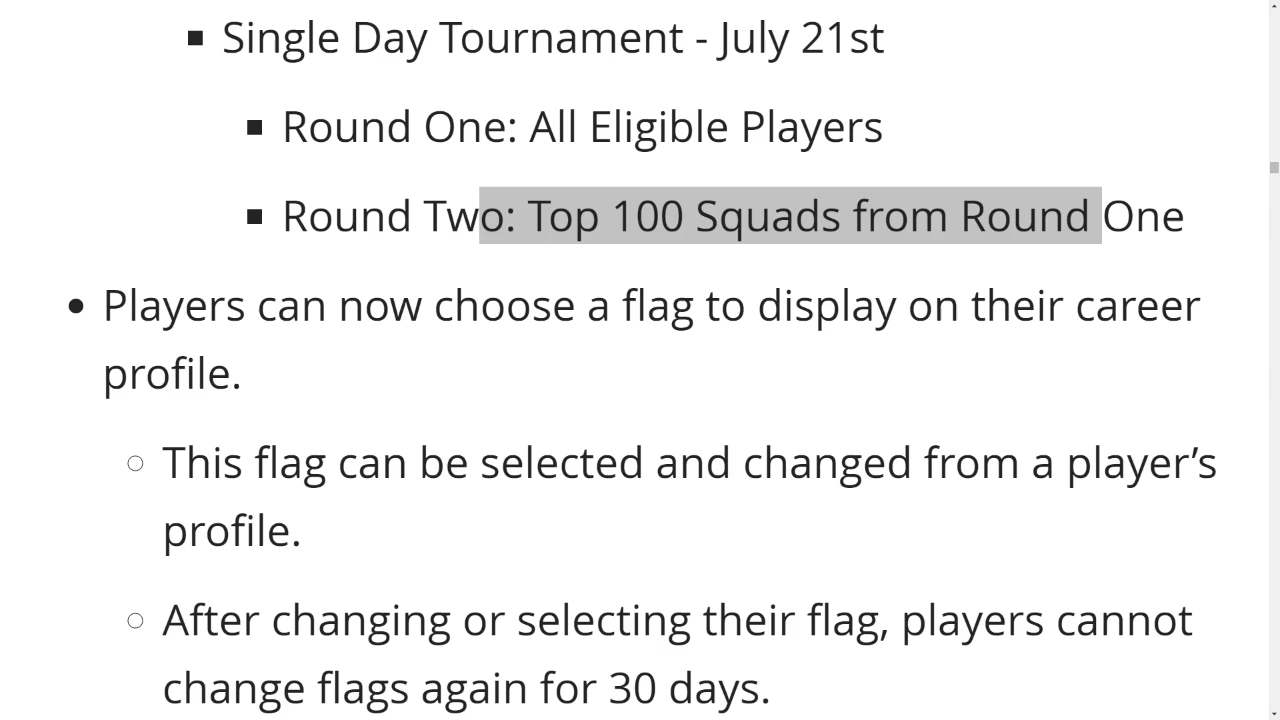 Single Day Tournament - July 21st
Round One: All Eligible Players
Round Two: Top 100 Squads from Round One
Players can now choose a flag to display on their career
profile.
This flag can be selected and changed from a player’s
profile.
After changing or selecting their flag, players cannot
change flags again for 30 days.